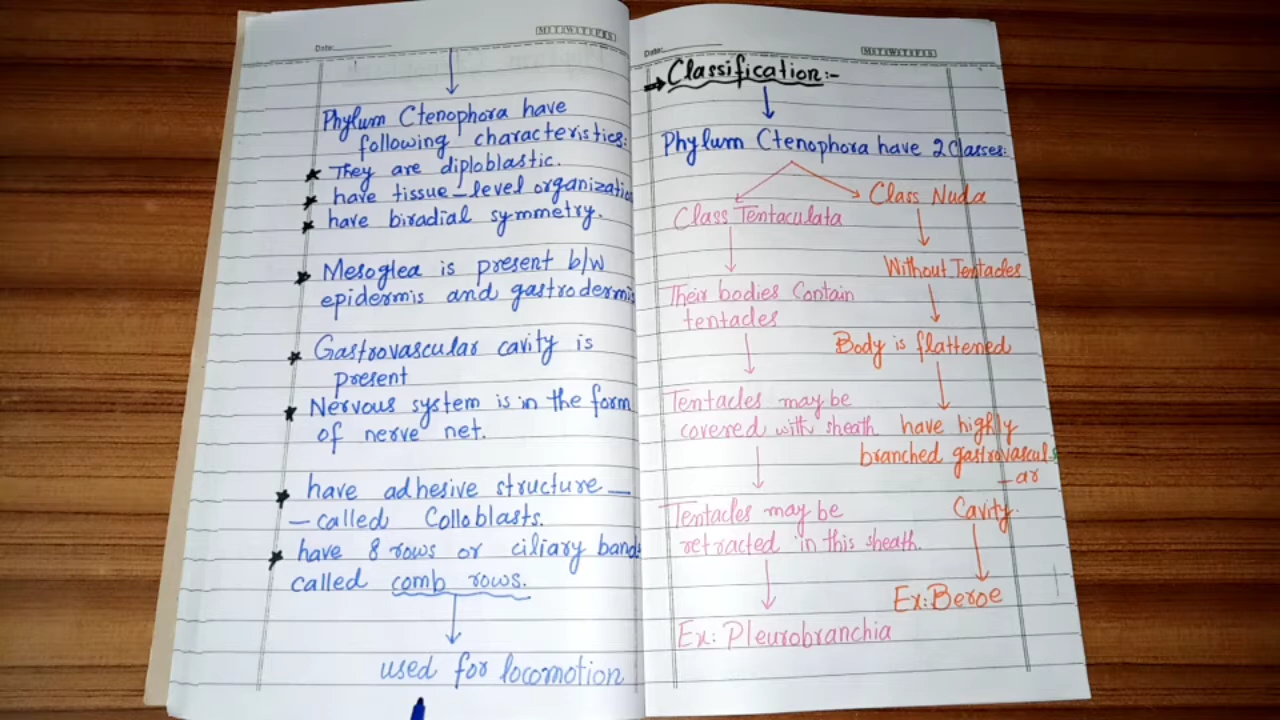 Date:
M T W T F S
Phylum Ctenophora have
following characteristics:
★ They are diploblastic.
★ have tissue-level organization
★ have biradial symmetry.
★ Mesoglea is present b/w
epidermis and gastrodermis
★ Gastrovascular cavity is
present
★ Nervous system is in the form
of nerve net.
★ have adhesive structure —
— called Colloblasts.
★ have 8 rows or ciliary bands
called comb rows.
used for locomotion
Date:
M T W T F S
→ Classification:-
Phylum Ctenophora have 2 Classes:
Class Tentaculata
Their bodies Contain
tentacles
Tentacles may be
covered with sheath
Tentacles may be
retracted in this sheath.
Ex: Pleurobranchia
Class Nuda
Without Tentacles
Body is flattened
have highly
branched gastrovascul
-ar
Cavity.
Ex: Beroe